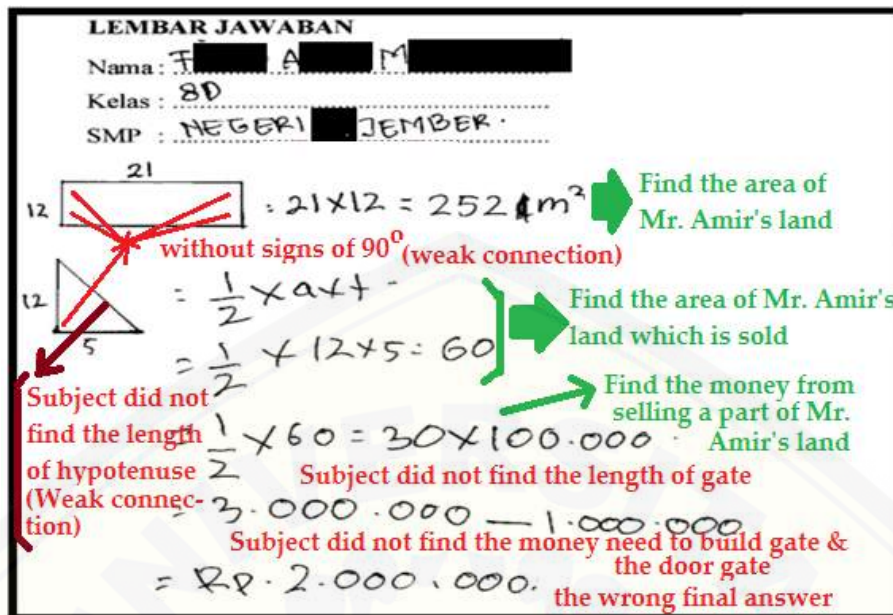 LEMBAR JAWABAN
Nama : F A M
Kelas : 8D
SMP : NEGERI JEMBER.
21
12
: 21 x 12 = 252 m²
Find the area of
Mr. Amir's land
without signs of 90° (weak connection)
12
5
= 1/2 x a x t
= 1/2 x 12 x 5 = 60
Find the area of Mr. Amir's
land which is sold
Find the money from
selling a part of Mr.
Amir's land
Subject did not
find the length
of hypotenuse
(Weak connec-
tion)
= 1/2 x 60 = 30 x 100.000
Subject did not find the length of gate
= 3.000.000 — 1.000.000
Subject did not find the money need to build gate &
the door gate
= Rp. 2.000.000.
the wrong final answer